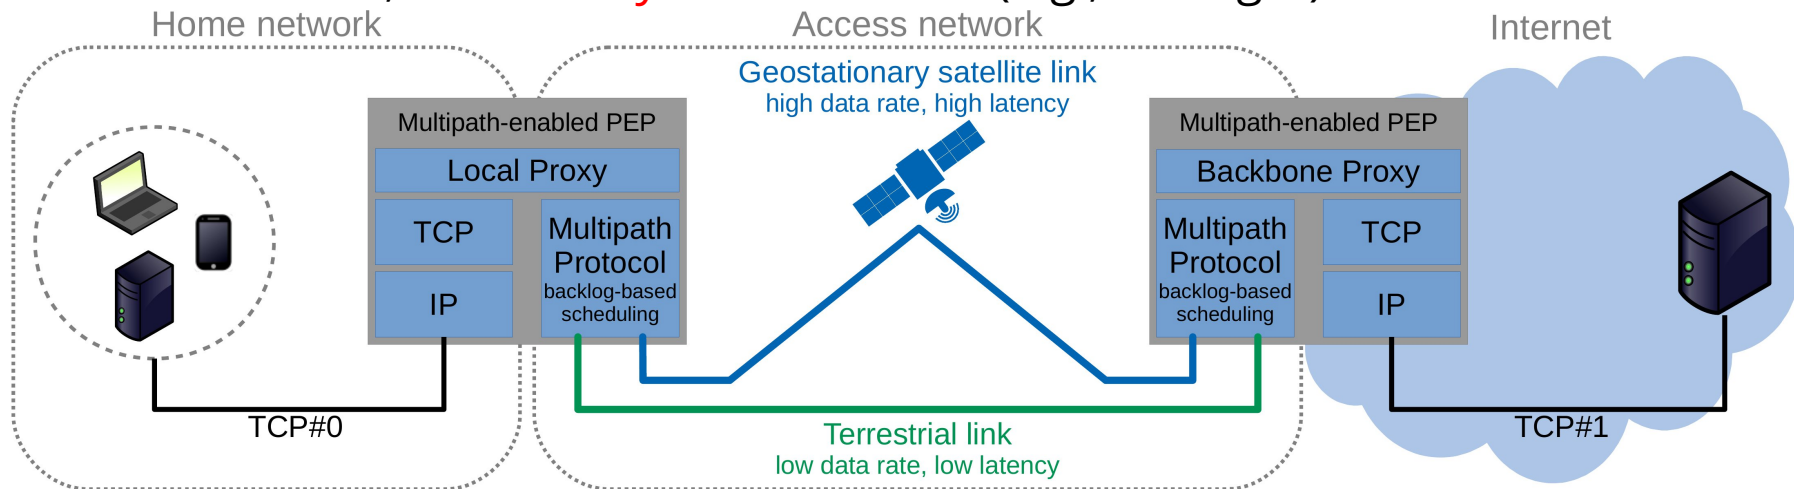 Home network
Access network
Internet
Geostationary satellite link
high data rate, high latency
Multipath-enabled PEP
Local Proxy
TCP
IP
Multipath
Protocol
backlog-based
scheduling
Multipath-enabled PEP
Backbone Proxy
Multipath
Protocol
backlog-based
scheduling
TCP
IP
TCP#0
Terrestrial link
low data rate, low latency
TCP#1